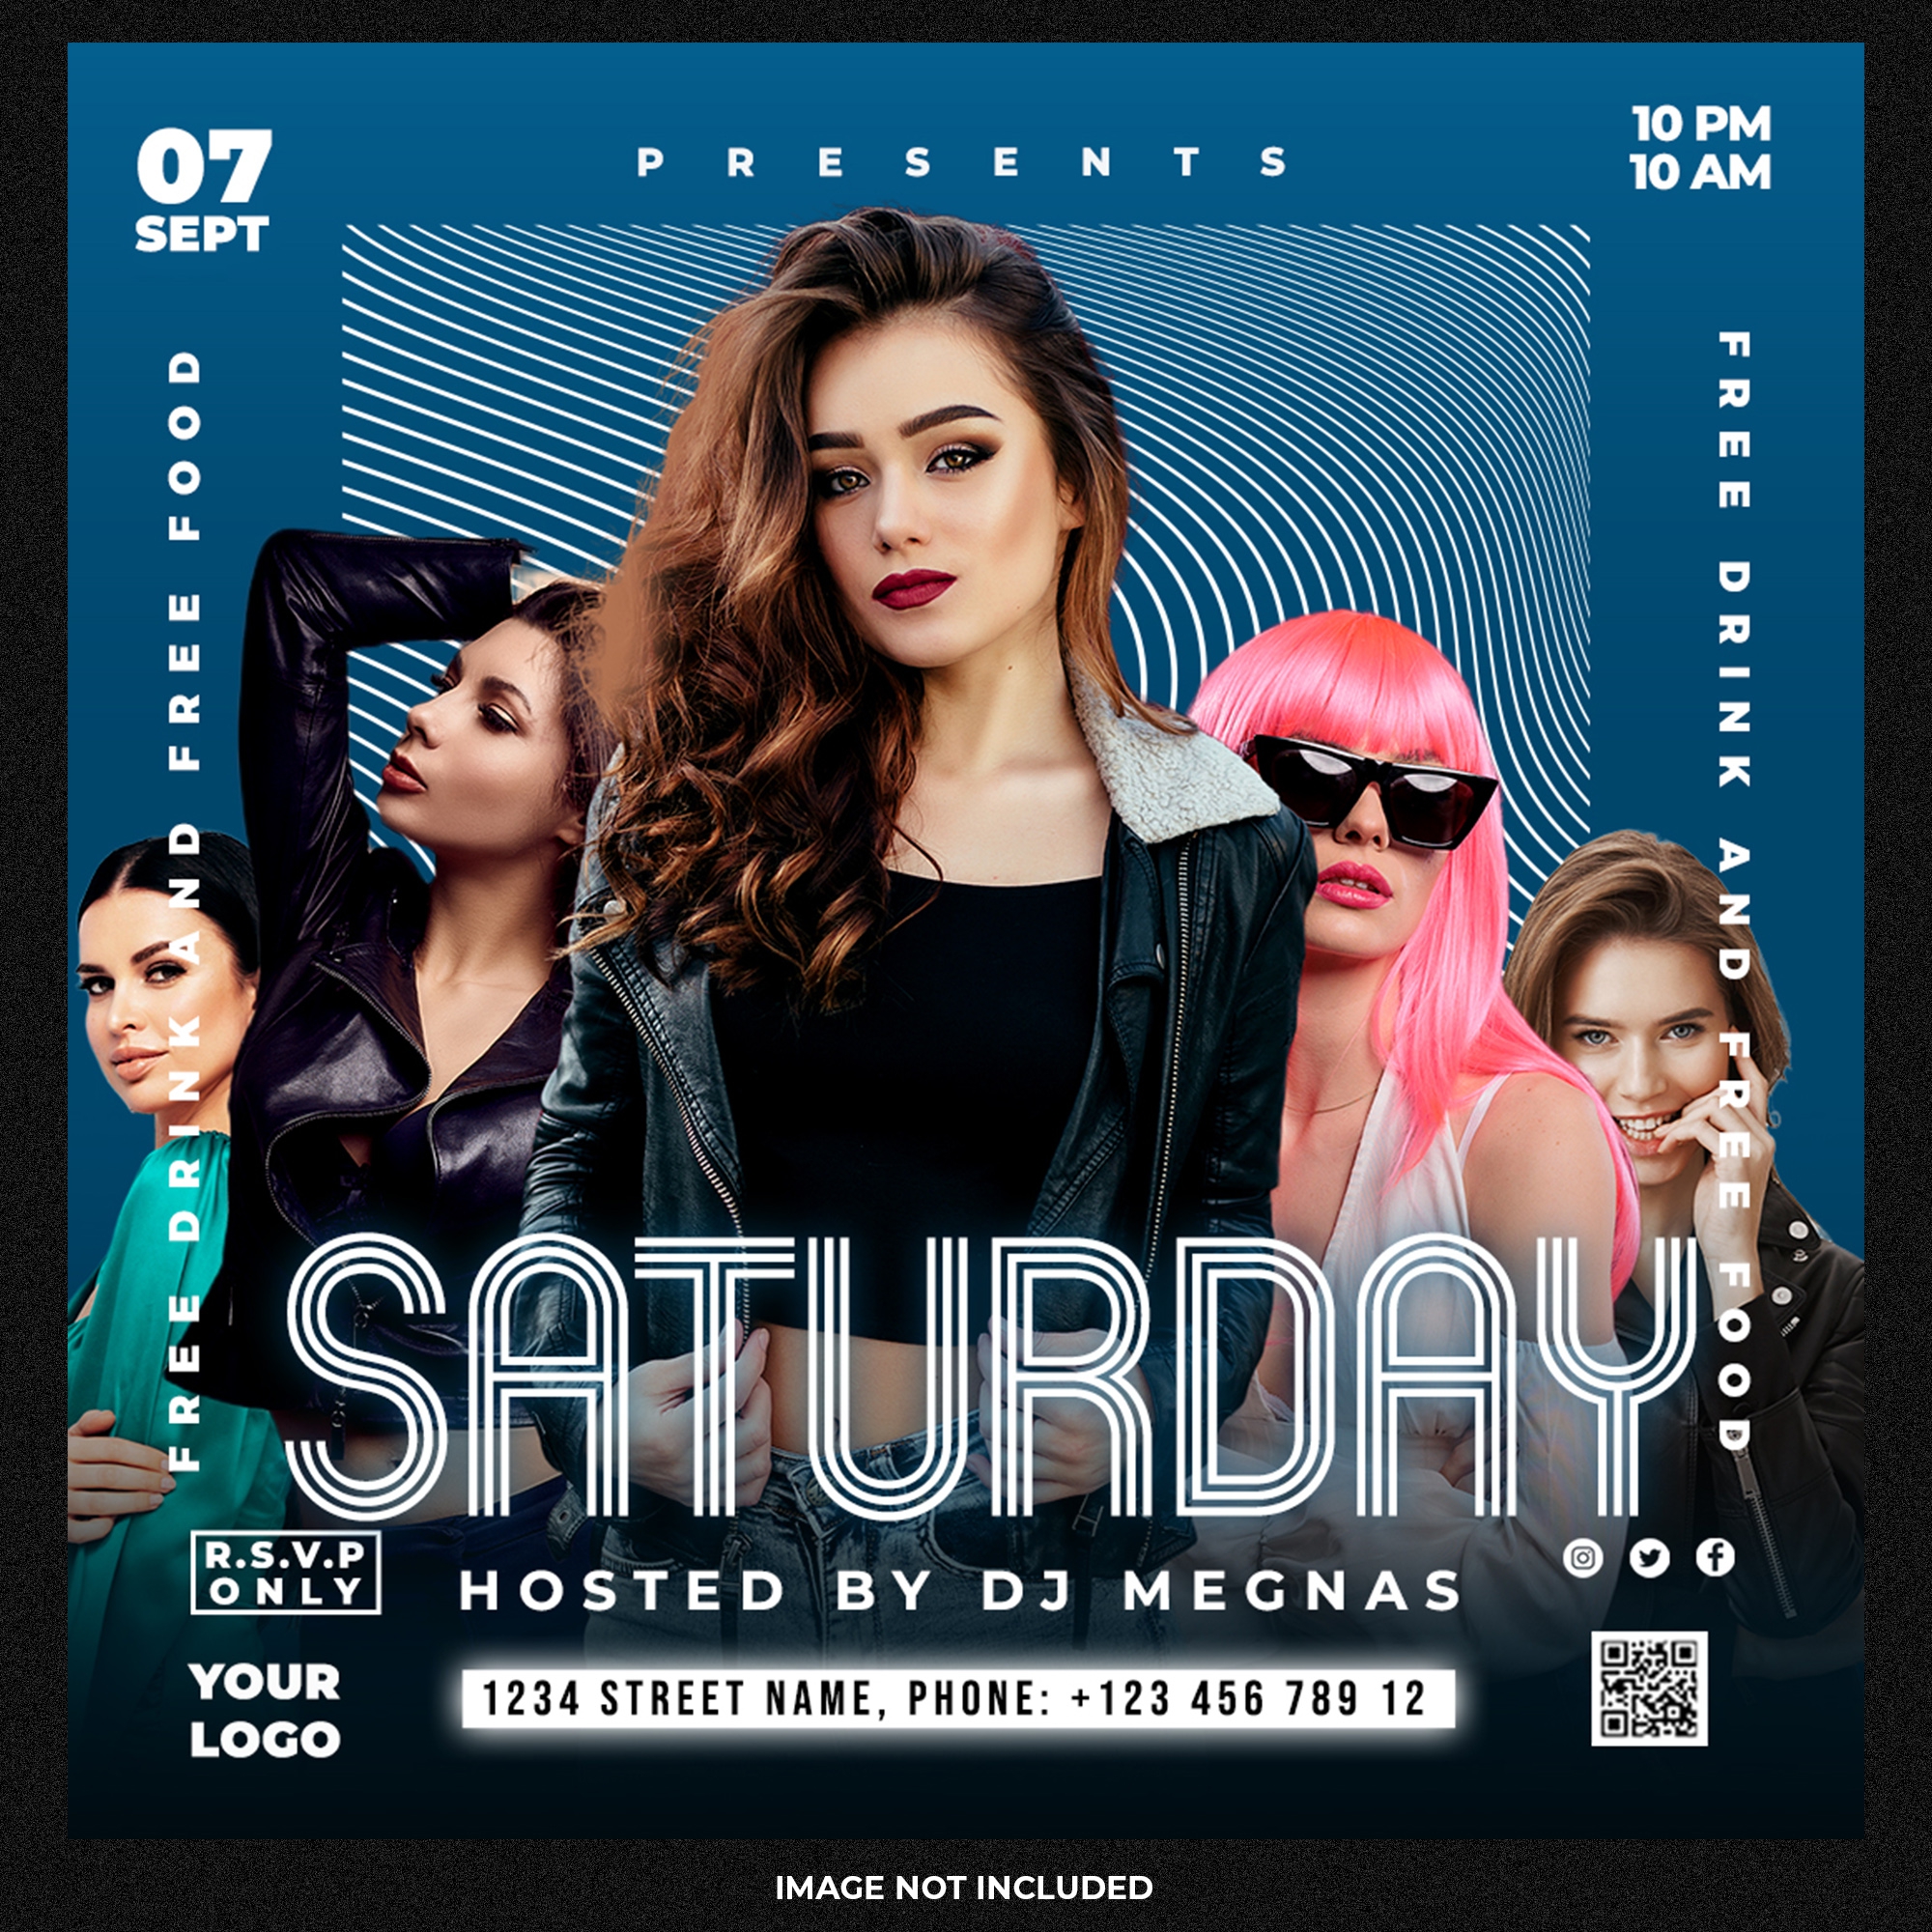 07
SEPT
PRESENTS
10 PM
10 AM
FREE DRINK AND FREE FOOD
FREE DRINK AND FREE FOOD
SATURDAY
R.S.V.P
ONLY
HOSTED BY DJ MEGNAS
YOUR
LOGO
1234 STREET NAME, PHONE: +123 456 789 12
IMAGE NOT INCLUDED